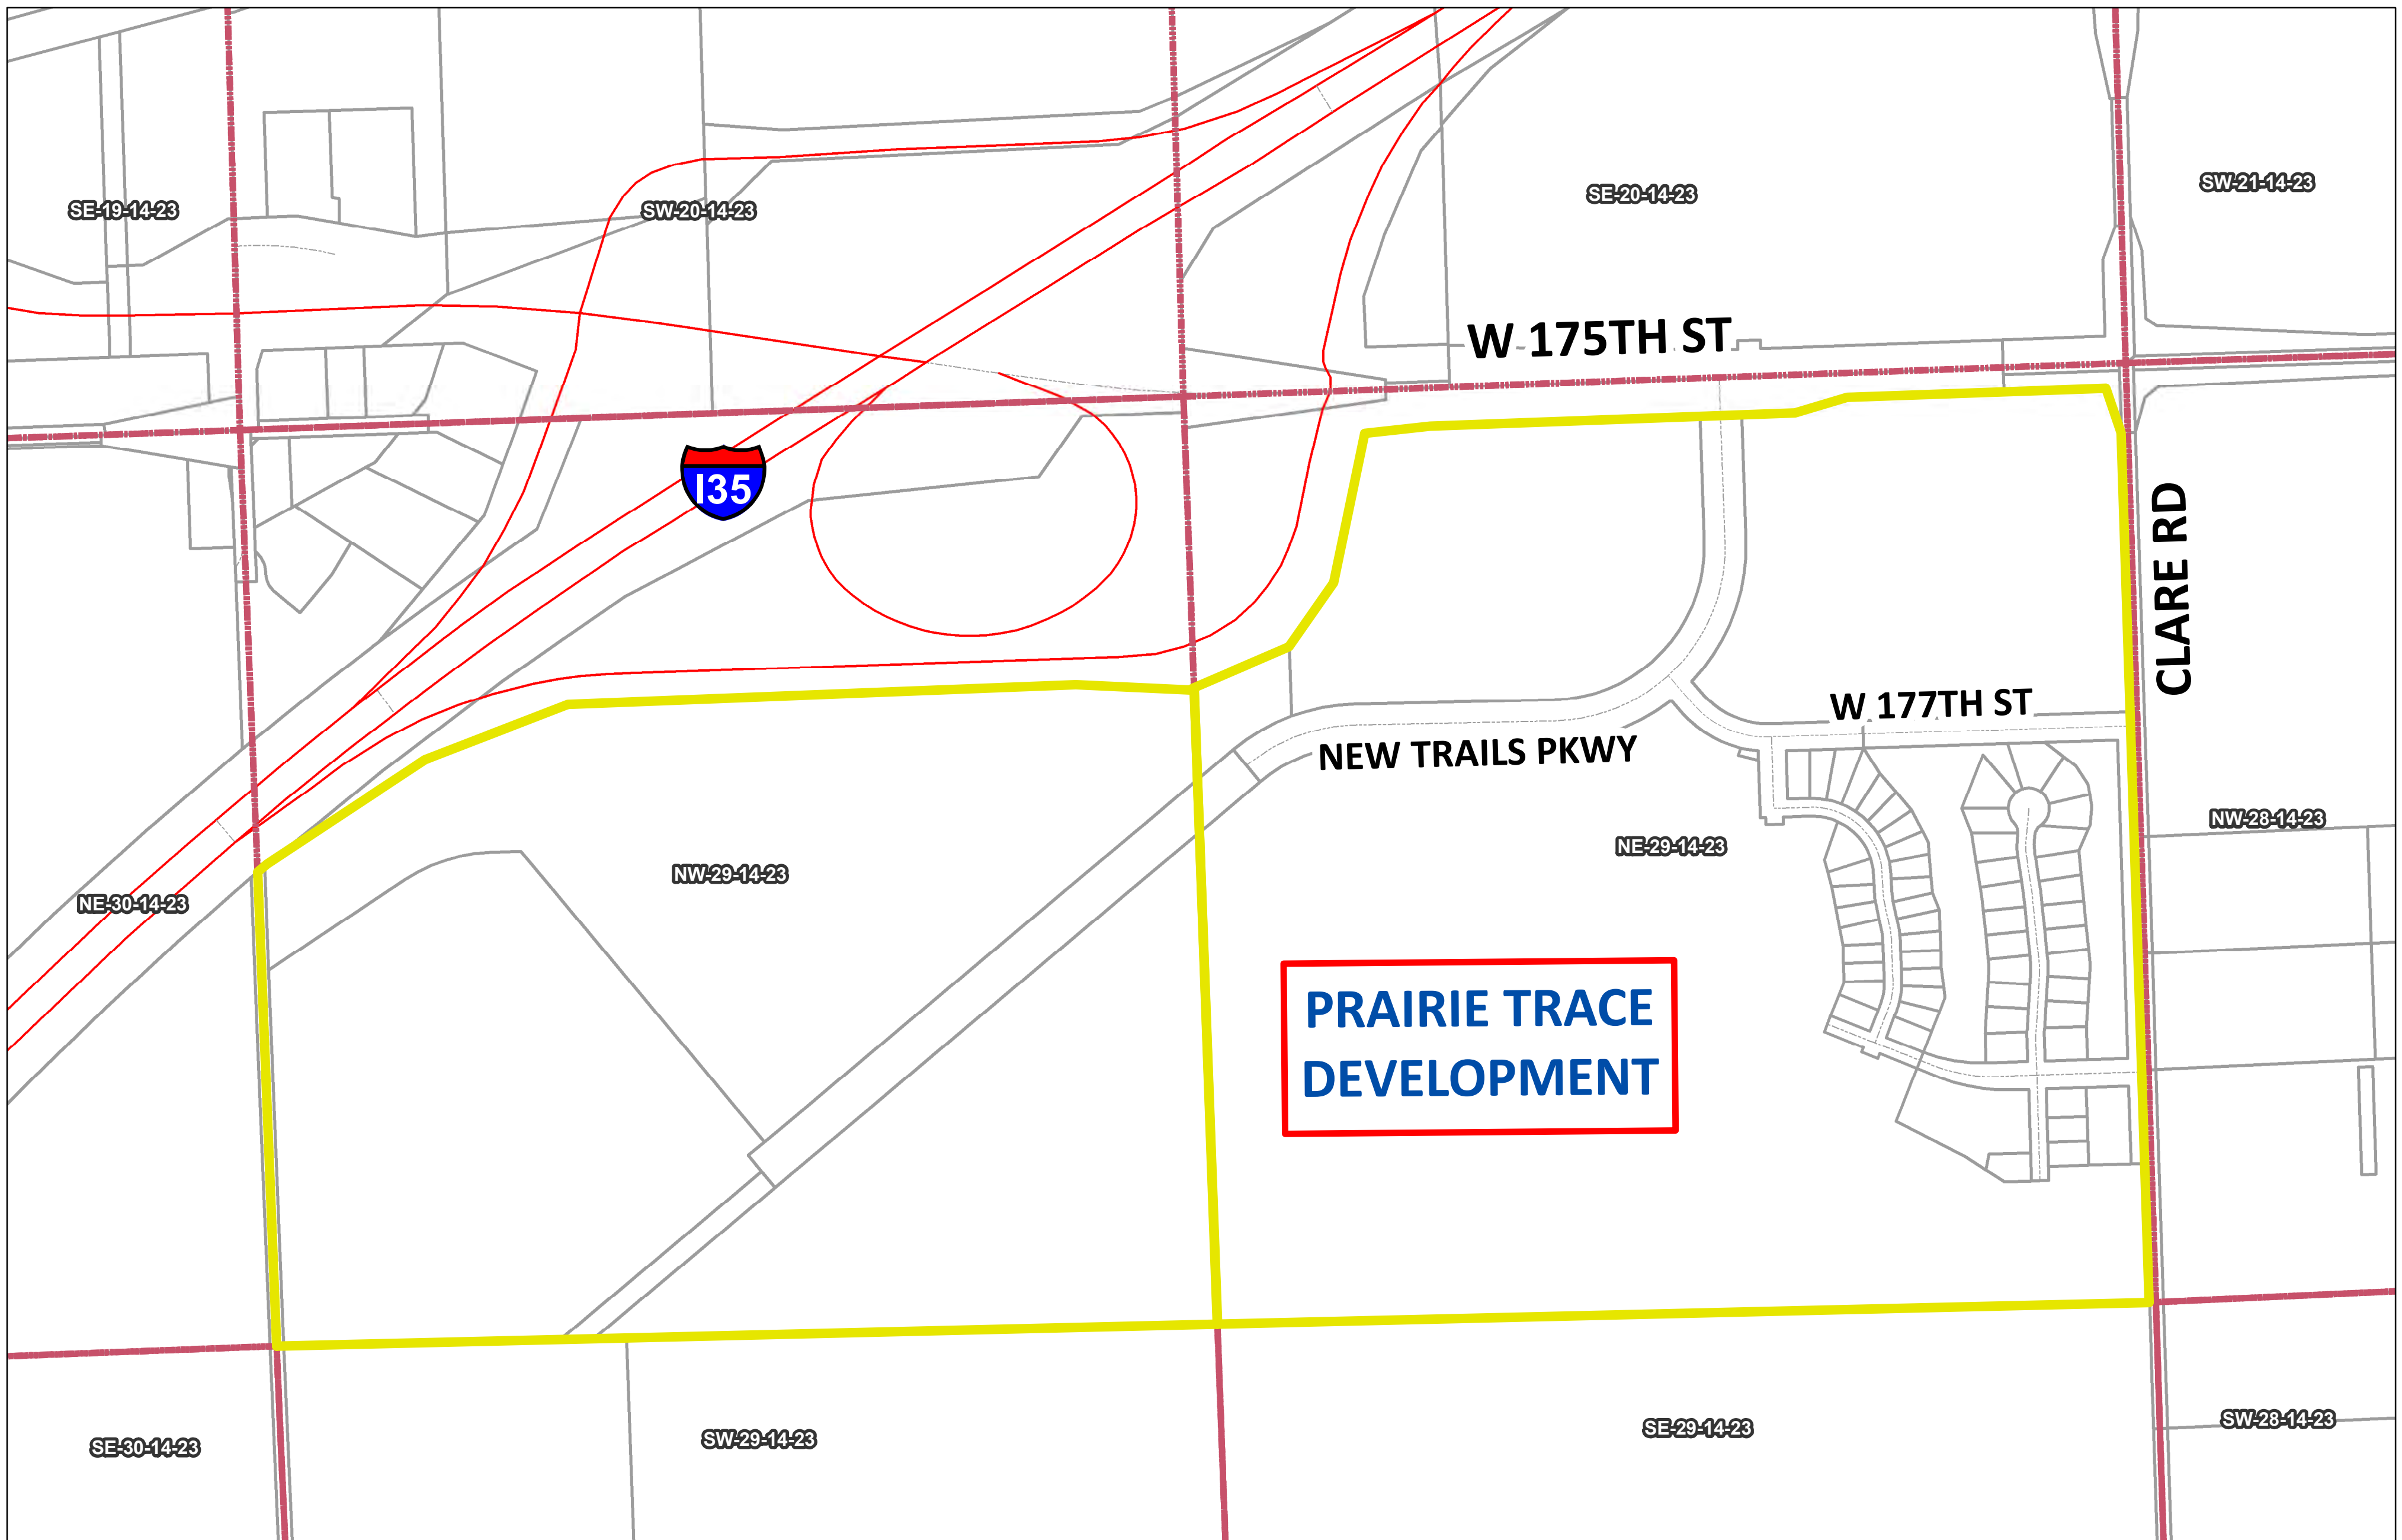 SE-19-14-23
SW-20-14-23
SE-20-14-23
SW-21-14-23
W 175TH ST
I35
CLARE RD
W 177TH ST
NEW TRAILS PKWY
NE-30-14-23
NW-29-14-23
NE-29-14-23
NW-28-14-23
PRAIRIE TRACE
DEVELOPMENT
SE-30-14-23
SW-29-14-23
SE-29-14-23
SW-28-14-23